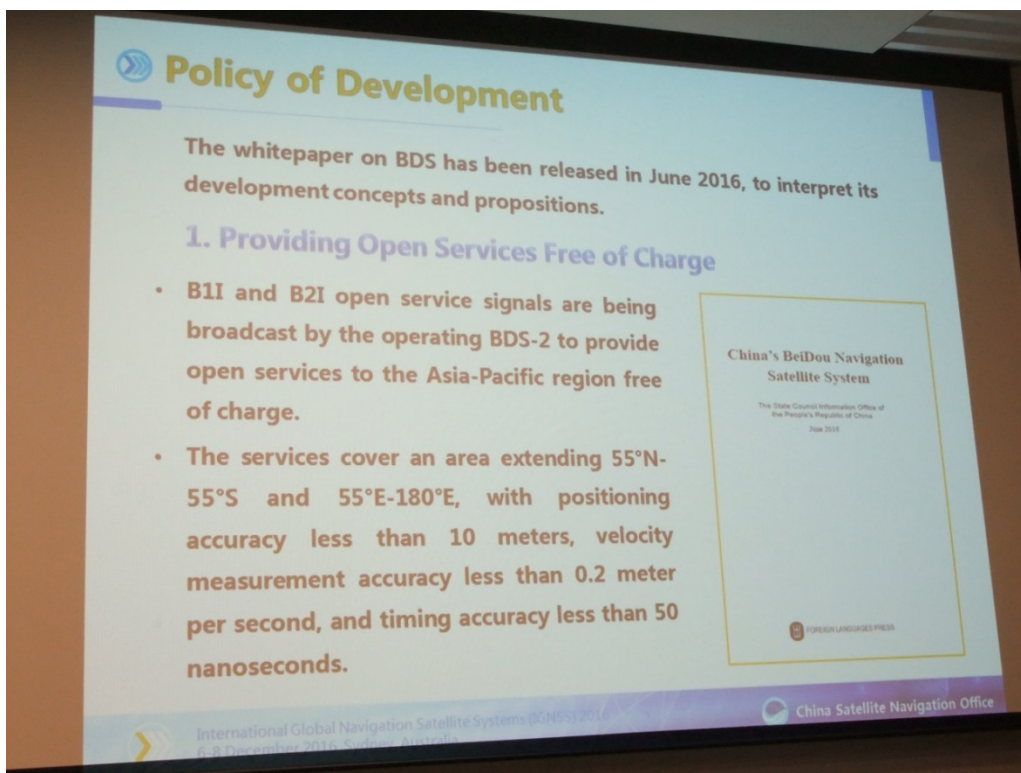 Policy of Development
The whitepaper on BDS has been released in June 2016, to interpret its
development concepts and propositions.
1. Providing Open Services Free of Charge
• B1I and B2I open service signals are being
broadcast by the operating BDS-2 to provide
open services to the Asia-Pacific region free
of charge.
• The services cover an area extending 55°N-
55°S and 55°E-180°E, with positioning
accuracy less than 10 meters, velocity
measurement accuracy less than 0.2 meter
per second, and timing accuracy less than 50
nanoseconds.
China's BeiDou Navigation
Satellite System
The State Council Information Office of
the People's Republic of China
June 2016
FOREIGN LANGUAGES PRESS
International Global Navigation Satellite Systems (IGNSS) 2016
6-8 December 2016, Sydney, Australia
China Satellite Navigation Office